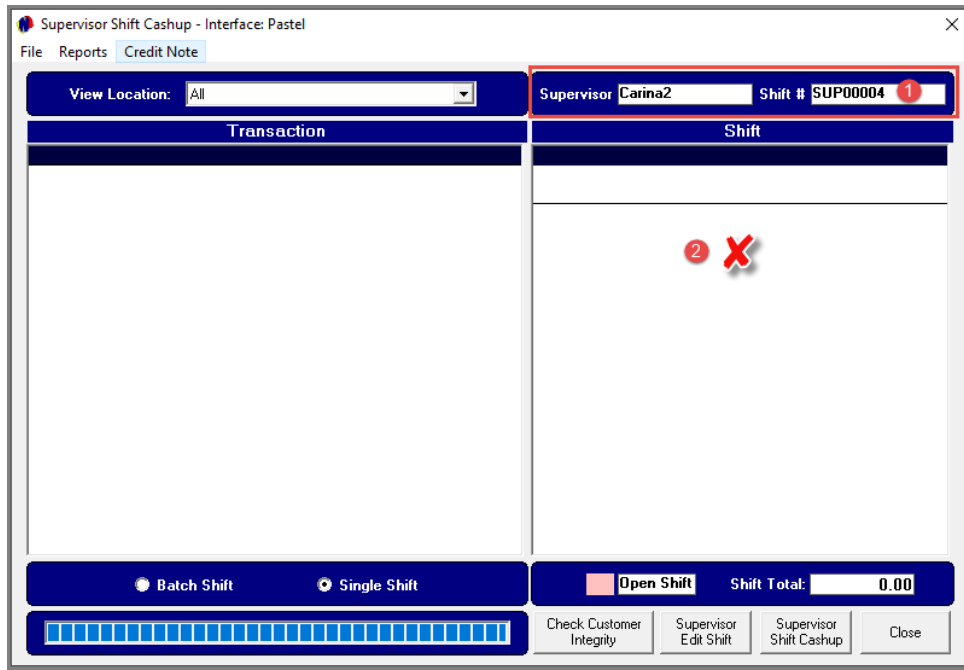 Supervisor Shift Cashup - Interface: Pastel
File Reports Credit Note
View Location: All
Supervisor Carina2 Shift # SUP00004 1
Transaction
Shift
2
Batch Shift Single Shift
Open Shift Shift Total: 0.00
Check Customer Integrity
Supervisor Edit Shift
Supervisor Shift Cashup
Close